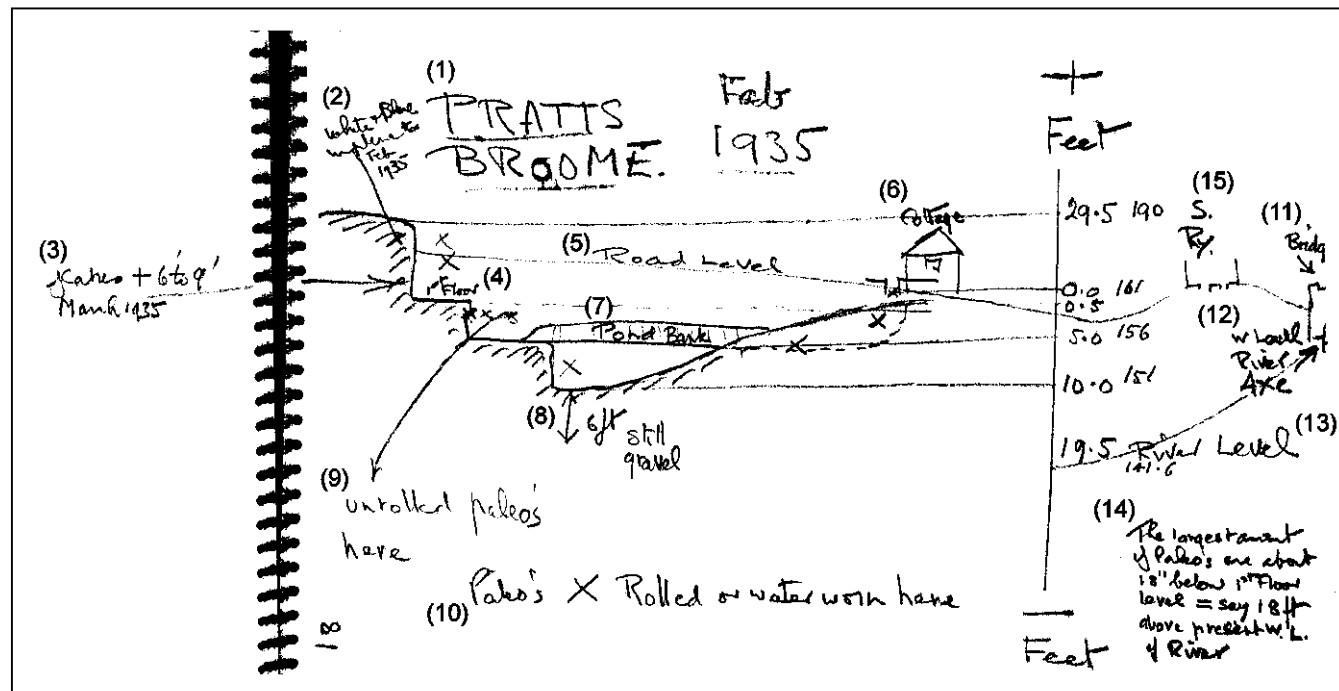 (1)
PRATTS
BROOME.
Feb
1935
+
Feet
(2)
White + Blue
implements
Feb
1935
(3)
+ 6' to 9'
March 1935
(4)
1st Floor
(5) Road Level
(6)
Cottage
(7)
Pond Bank
(8)
6ft still
gravel
(9)
unrolled paleo's
here
(10) Paleo's X Rolled or water worn here
29.5 190
0.0 161
0.5
5.0 156
10.0 151
19.5 River Level
141.6
(15)
S.
Ry.
(11)
Bridg
(12)
W Level
River
Axe
(13)
(14)
The largest amount
of Paleo's are about
18" below 1st Floor
level = say 18 ft
above present W.L.
of River
—
Feet